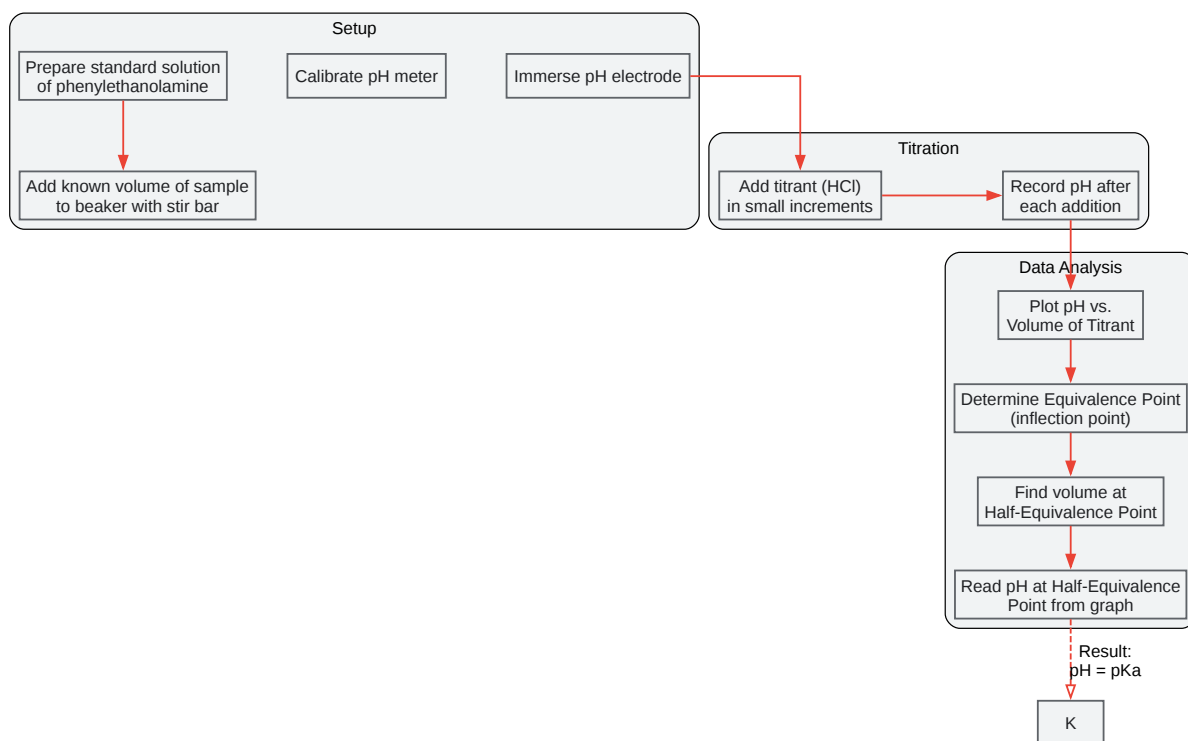 Setup
Prepare standard solution
of phenylethanolamine
Calibrate pH meter
Immerse pH electrode
Add known volume of sample
to beaker with stir bar
Titration
Add titrant (HCl)
in small increments
Record pH after
each addition
Data Analysis
Plot pH vs.
Volume of Titrant
Determine Equivalence Point
(inflection point)
Find volume at
Half-Equivalence Point
Read pH at Half-Equivalence
Point from graph
Result:
pH = pKa
K